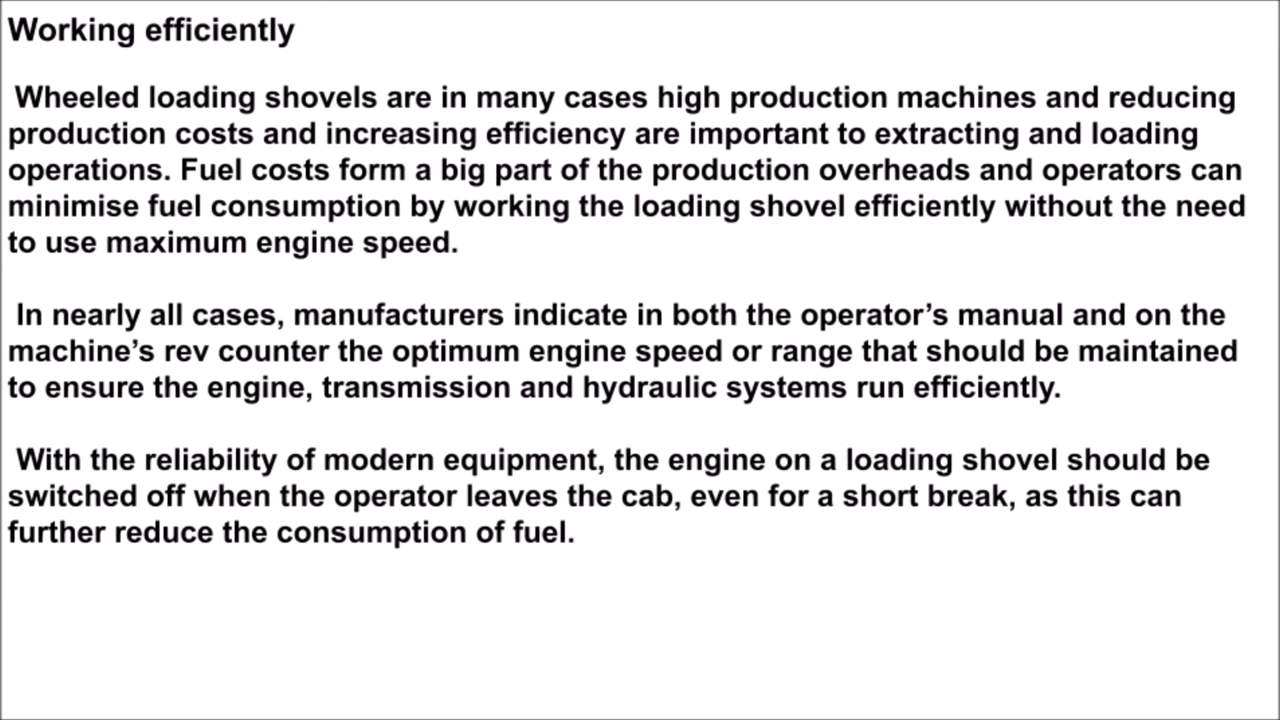 Working efficiently
Wheeled loading shovels are in many cases high production machines and reducing
production costs and increasing efficiency are important to extracting and loading
operations. Fuel costs form a big part of the production overheads and operators can
minimise fuel consumption by working the loading shovel efficiently without the need
to use maximum engine speed.
In nearly all cases, manufacturers indicate in both the operator’s manual and on the
machine’s rev counter the optimum engine speed or range that should be maintained
to ensure the engine, transmission and hydraulic systems run efficiently.
With the reliability of modern equipment, the engine on a loading shovel should be
switched off when the operator leaves the cab, even for a short break, as this can
further reduce the consumption of fuel.